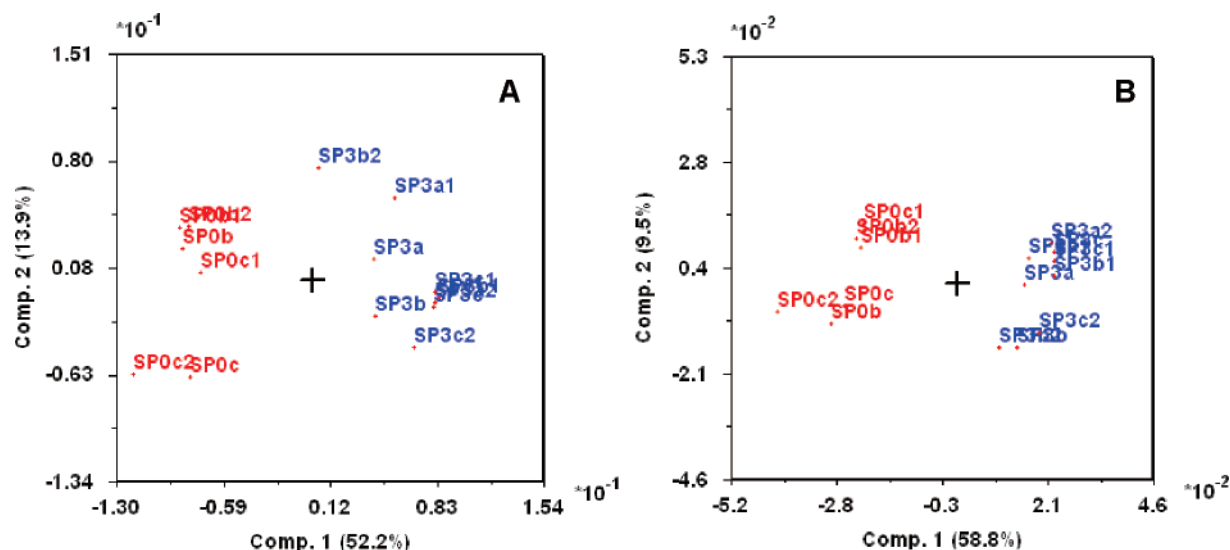 *10⁻¹
1.51
A
0.80
SP3b2
SP3a1
SP0b2
SP0b1
SP0b
SP0c1
SP3a
0.08
SP3c1
SP3b1
SP3b
SP3c2
SP0c2
SP0c
-0.63
-1.34
*10⁻¹
-1.30
-0.59
0.12
0.83
1.54
Comp. 1 (52.2%)
Comp. 2 (13.9%)
*10⁻²
5.3
B
2.8
SP0c1
SP0b2
SP0b1
SP3a2
SP3c1
SP3b1
SP3a
0.4
SP0c2
SP0c
SP0b
SP3c2
SP3b
-2.1
-4.6
*10⁻²
-5.2
-2.8
-0.3
2.1
4.6
Comp. 1 (58.8%)
Comp. 2 (9.5%)